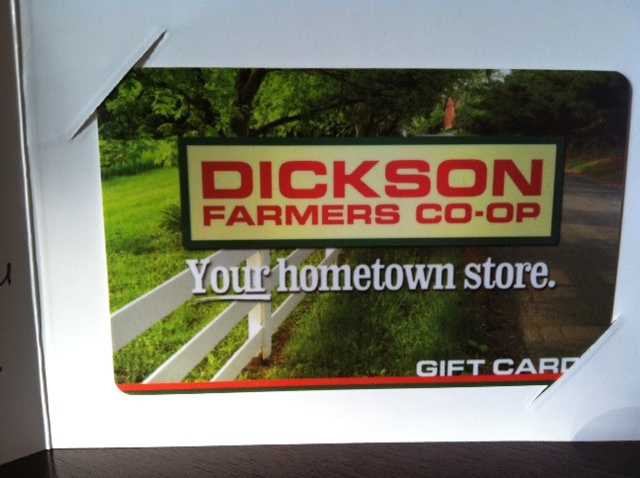 DICKSON
FARMERS CO-OP
Your hometown store.
GIFT CARD